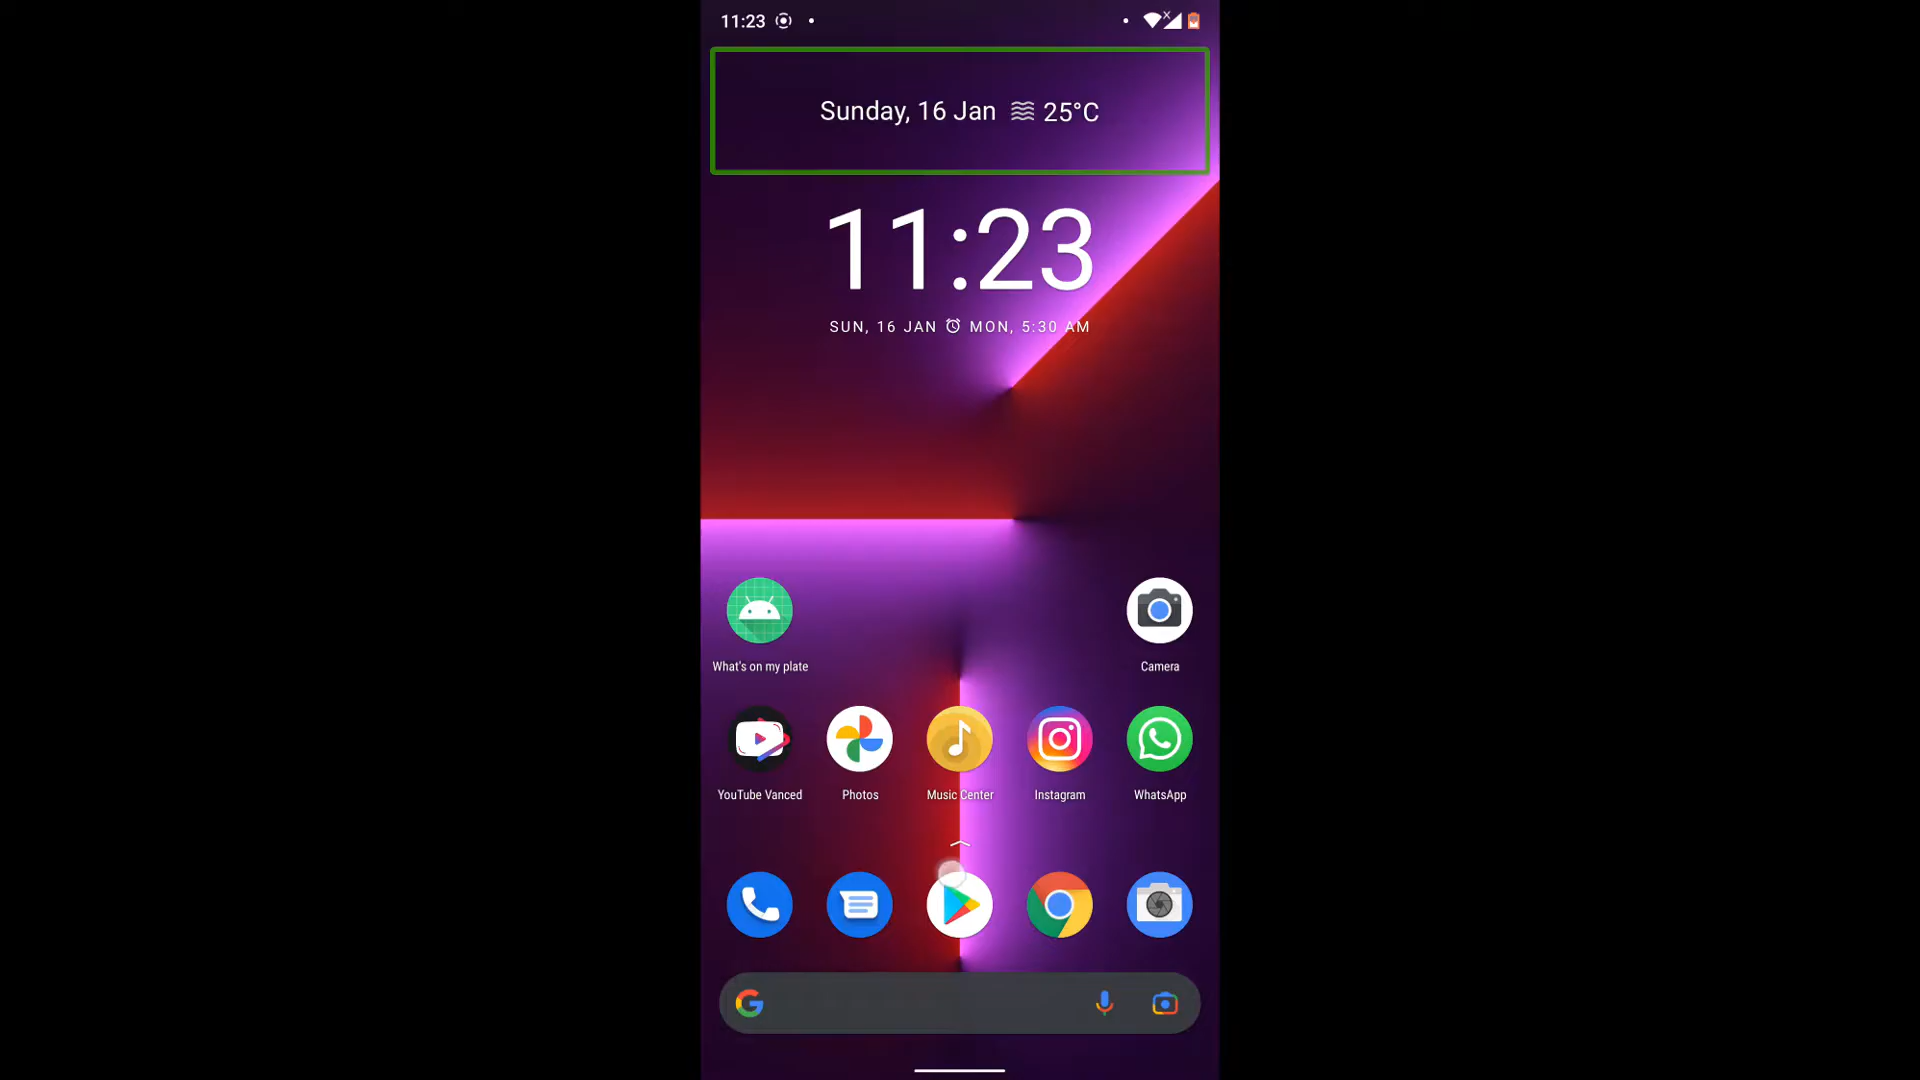 11:23
Sunday, 16 Jan 25°C
11:23
SUN, 16 JAN MON, 5:30 AM
What's on my plate
Camera
YouTube Vanced
Photos
Music Center
Instagram
WhatsApp